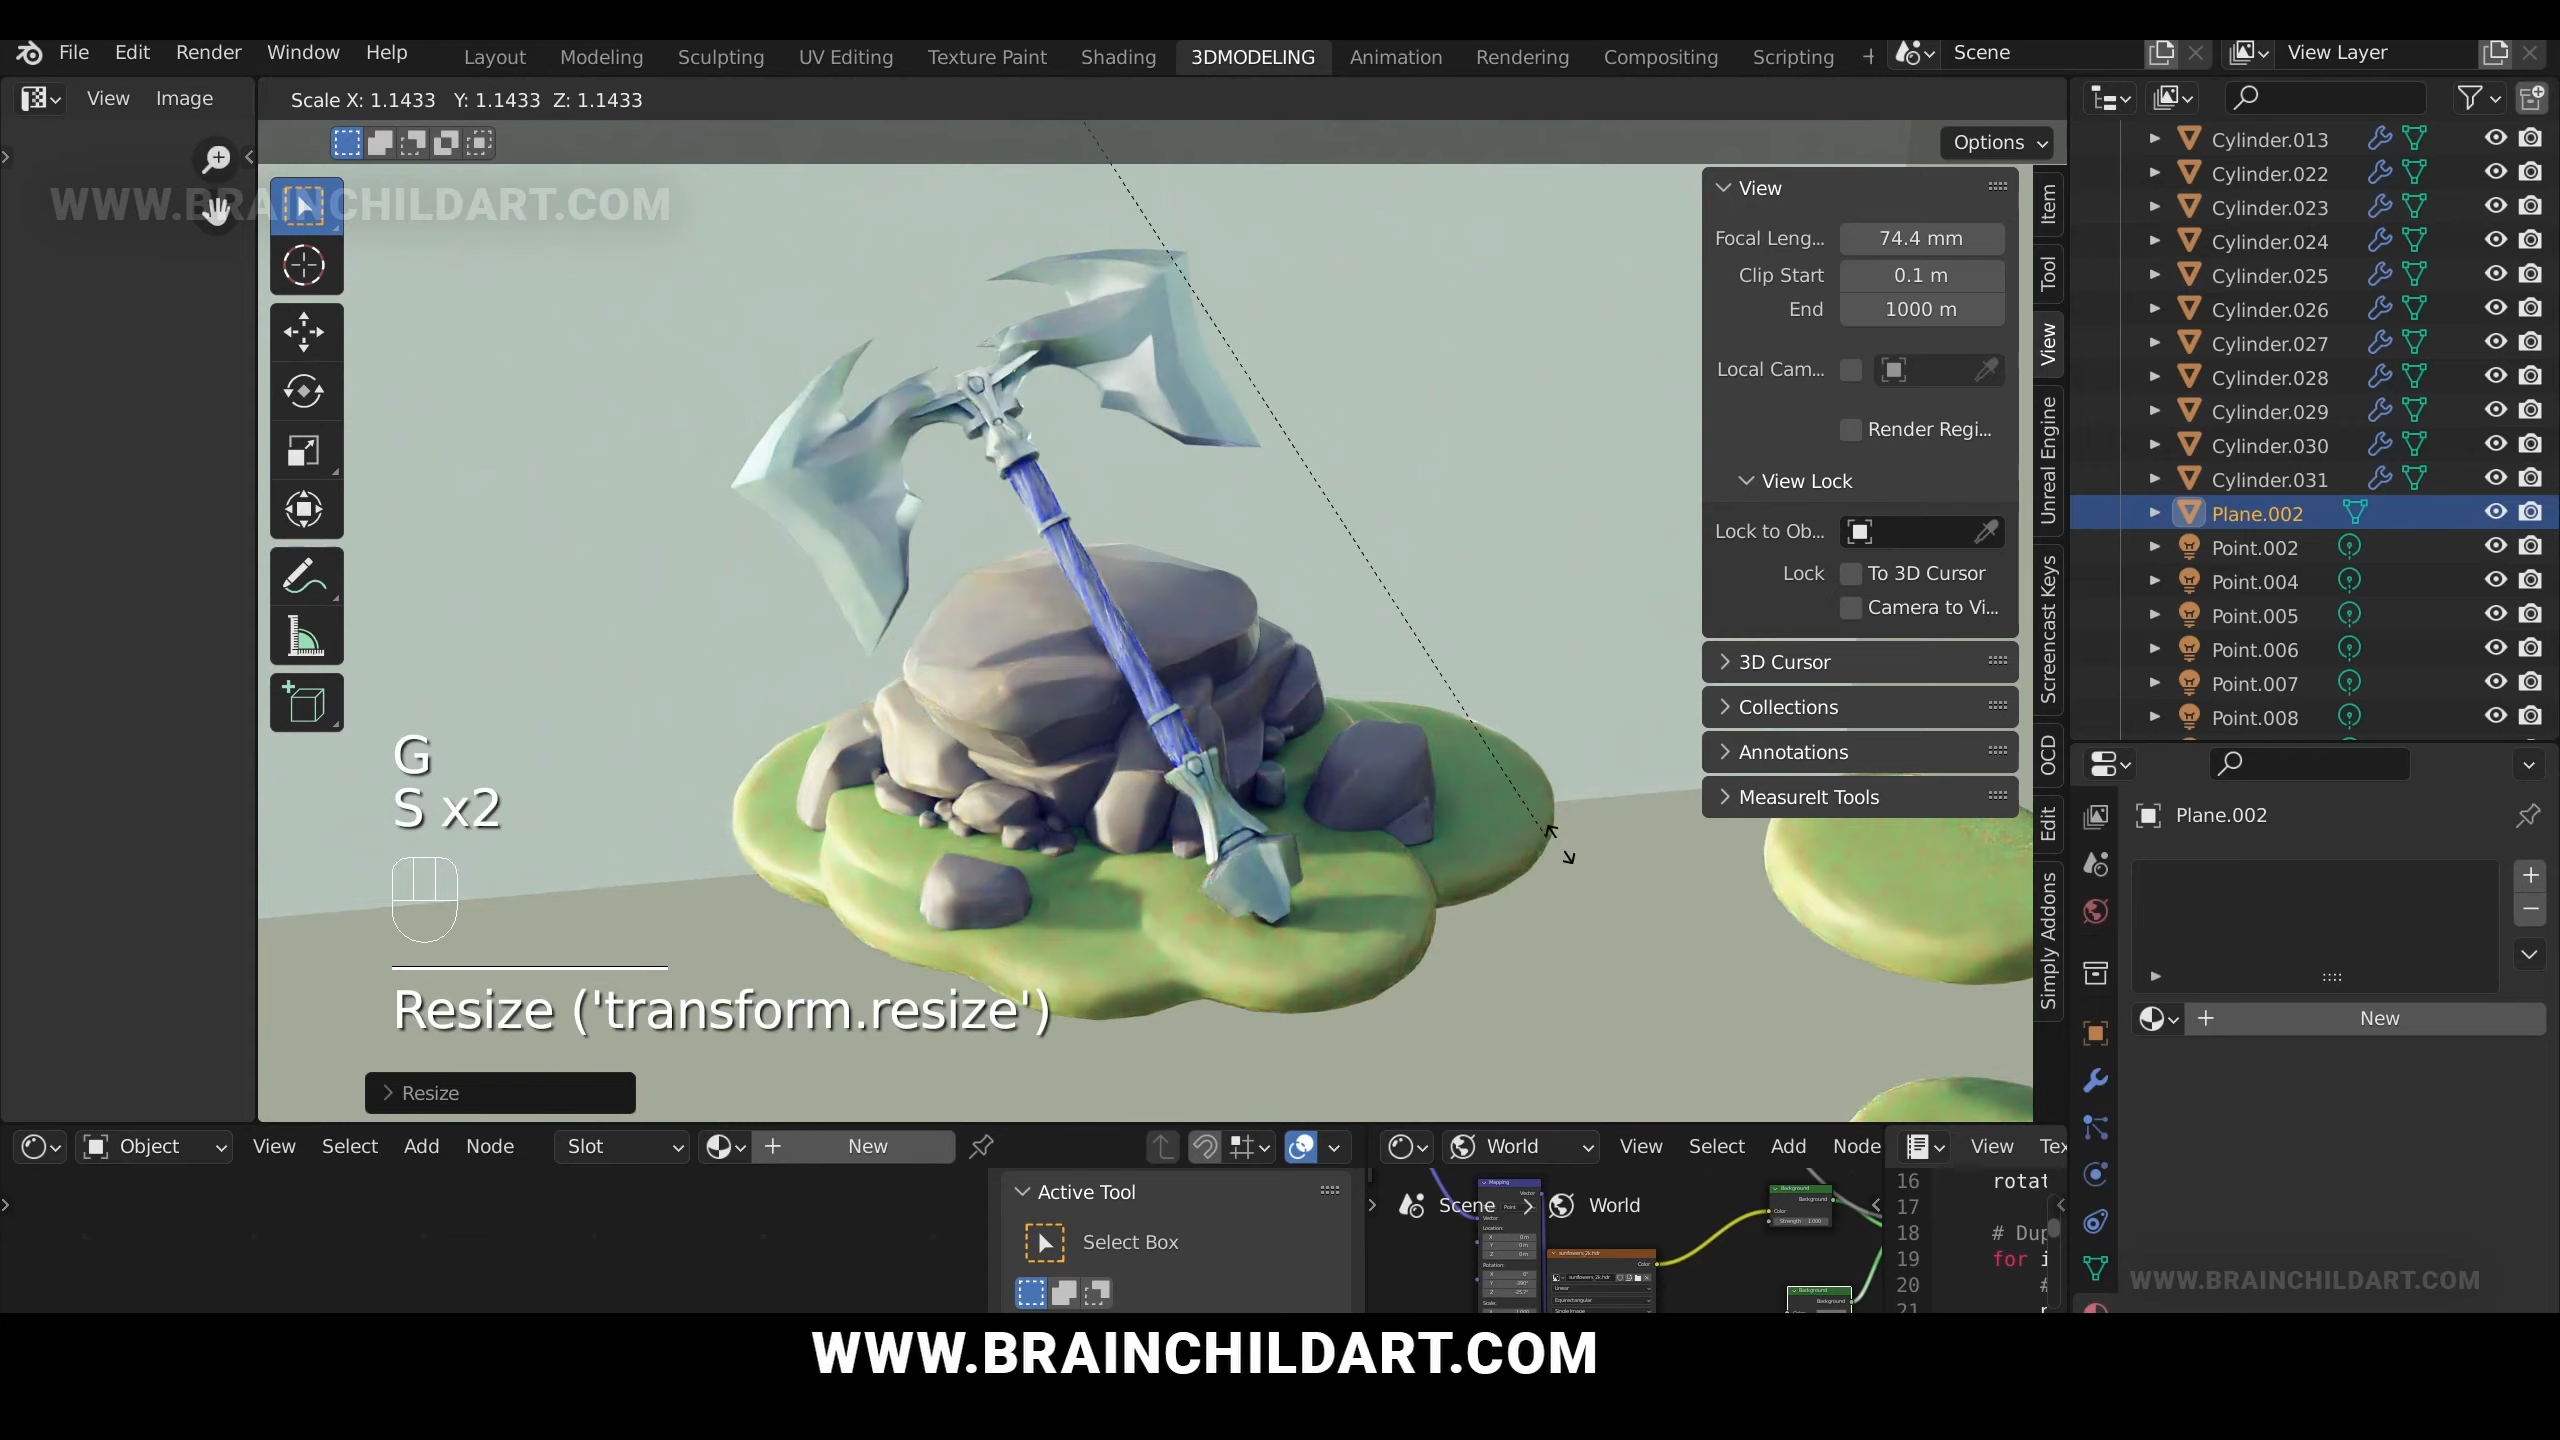 File Edit Render Window Help Layout Modeling Sculpting UV Editing Texture Paint Shading 3DMODELING Animation Rendering Compositing Scripting + Scene View Layer
View Image
Scale X: 1.1433 Y: 1.1433 Z: 1.1433
Options
WWW.BRAINCHILDART.COM
View
Focal Leng... 74.4 mm
Clip Start 0.1 m
End 1000 m
Local Cam...
Render Regi...
View Lock
Lock to Ob...
Lock To 3D Cursor
Camera to Vi...
3D Cursor
Collections
Annotations
MeasureIt Tools
Item
Tool
View
Unreal Engine
Screencast Keys
OCD
Edit
Simply Addons
Cylinder.013
Cylinder.022
Cylinder.023
Cylinder.024
Cylinder.025
Cylinder.026
Cylinder.027
Cylinder.028
Cylinder.029
Cylinder.030
Cylinder.031
Plane.002
Point.002
Point.004
Point.005
Point.006
Point.007
Point.008
Plane.002
New
G
S x2
Resize ('transform.resize')
Resize
Object View Select Add Node Slot New
Active Tool
Select Box
World View Select Add Node
Scene World
Mapping
Background
Background
View Tex
16 rotat
17
18 # Dup
19 for i
20 #
21
WWW.BRAINCHILDART.COM
WWW.BRAINCHILDART.COM